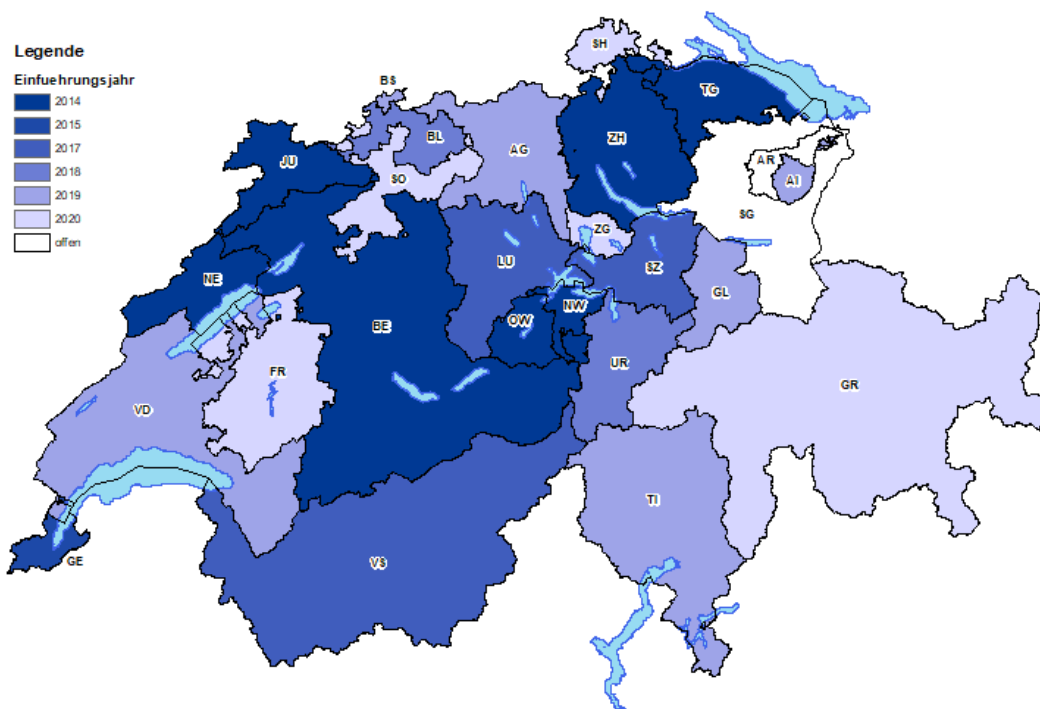 Legende
Einfuehrungsjahr
2014
2015
2017
2018
2019
2020
offen
SH
BS
TG
BL
ZH
AG
JU
AR
SO
AI
ZG
SG
LU
SZ
NE
GL
NW
OW
BE
UR
FR
GR
VD
TI
GE
VS